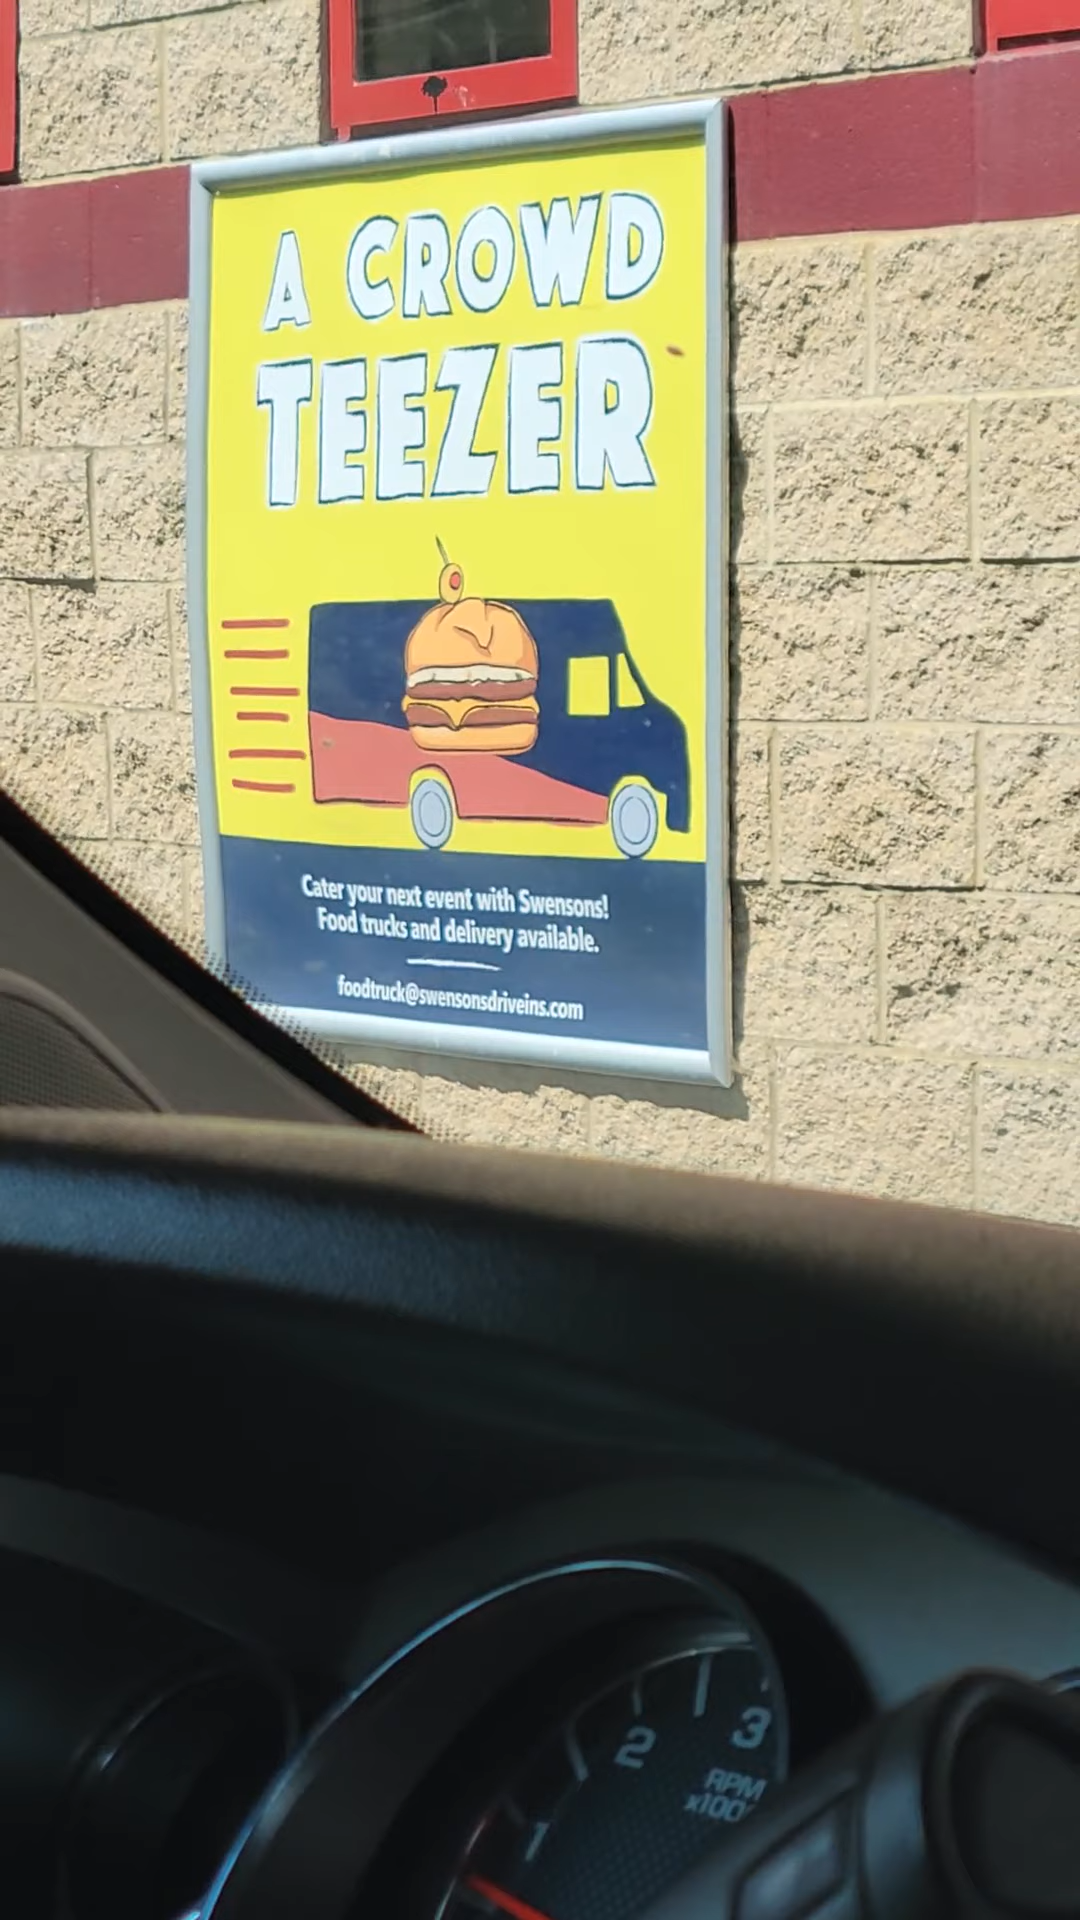 A CROWD
TEEZER
Cater your next event with Swensons!
Food trucks and delivery available.
foodtruck@swensonsdriveins.com
2
3
RPM
x100
1